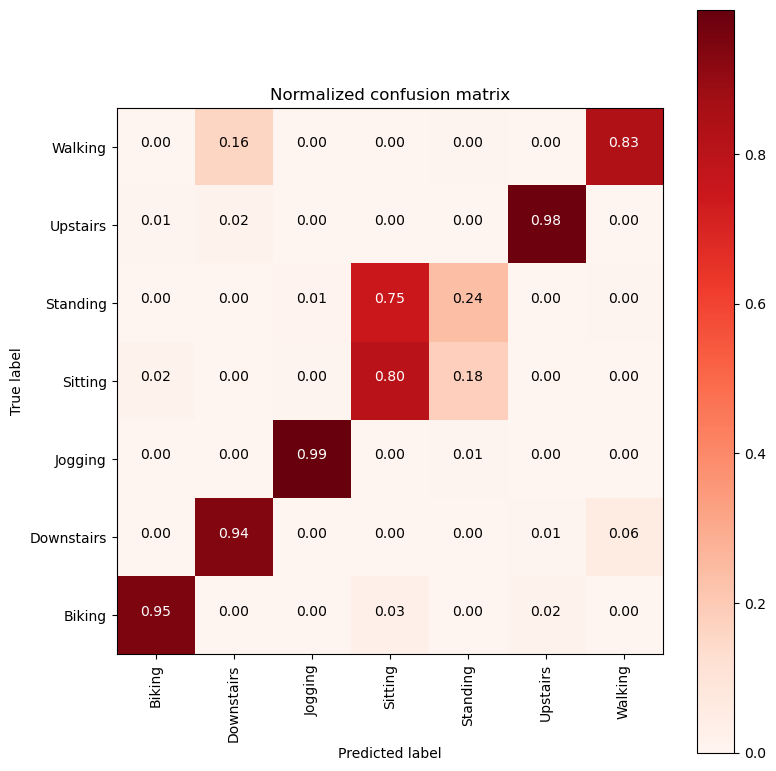 Normalized confusion matrix
True label
Walking 0.00 0.16 0.00 0.00 0.00 0.00 0.83
Upstairs 0.01 0.02 0.00 0.00 0.00 0.98 0.00
Standing 0.00 0.00 0.01 0.75 0.24 0.00 0.00
Sitting 0.02 0.00 0.00 0.80 0.18 0.00 0.00
Jogging 0.00 0.00 0.99 0.00 0.01 0.00 0.00
Downstairs 0.00 0.94 0.00 0.00 0.00 0.01 0.06
Biking 0.95 0.00 0.00 0.03 0.00 0.02 0.00
Biking Downstairs Jogging Sitting Standing Upstairs Walking
Predicted label
0.8
0.6
0.4
0.2
0.0